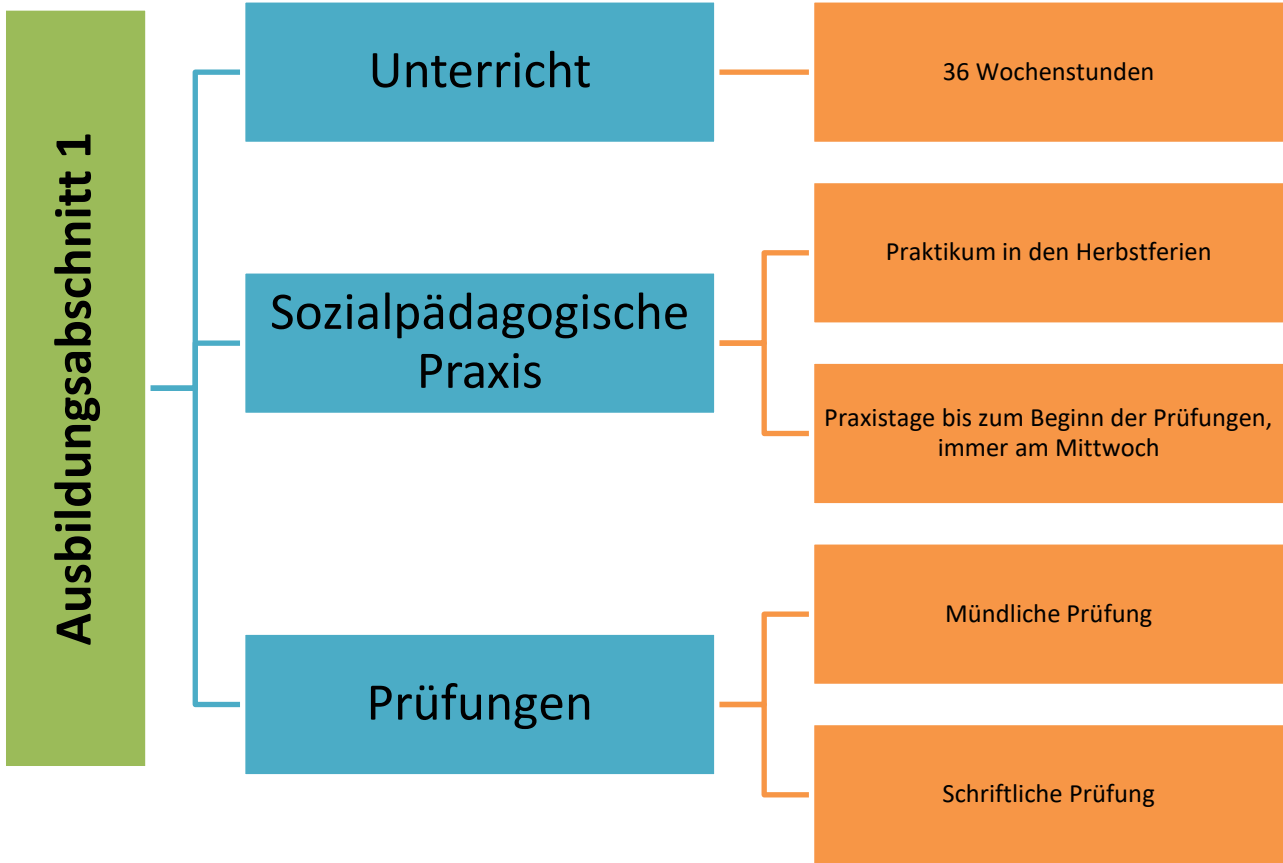 Ausbildungsabschnitt 1
Unterricht
36 Wochenstunden
Sozialpädagogische
Praxis
Praktikum in den Herbstferien
Praxistage bis zum Beginn der Prüfungen,
immer am Mittwoch
Prüfungen
Mündliche Prüfung
Schriftliche Prüfung